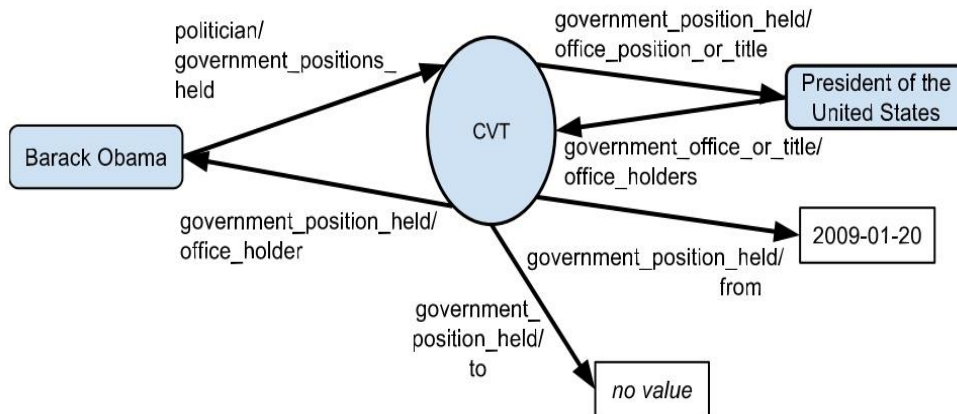 politician/
government_positions_
held
government_position_held/
office_position_or_title
President of the
United States
CVT
Barack Obama
government_office_or_title/
office_holders
government_position_held/
office_holder
2009-01-20
government_position_held/
from
government_
position_held/
to
no value